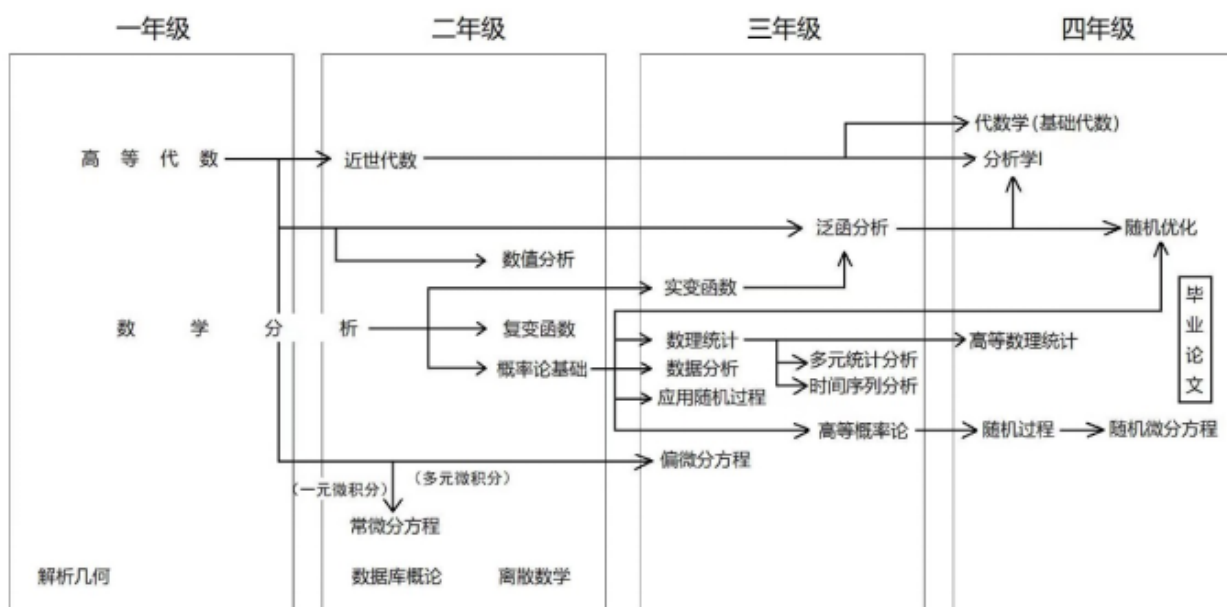 一年级
二年级
三年级
四年级
代数学(基础代数)
高等代数
近世代数
分析学I
泛函分析
随机优化
数值分析
实变函数
毕业论文
数学分析
复变函数
数理统计
高等数理统计
概率论基础
数据分析
多元统计分析
应用随机过程
时间序列分析
高等概率论
随机过程
随机微分方程
偏微分方程
(一元微积分)
(多元微积分)
常微分方程
解析几何
数据库概论
离散数学